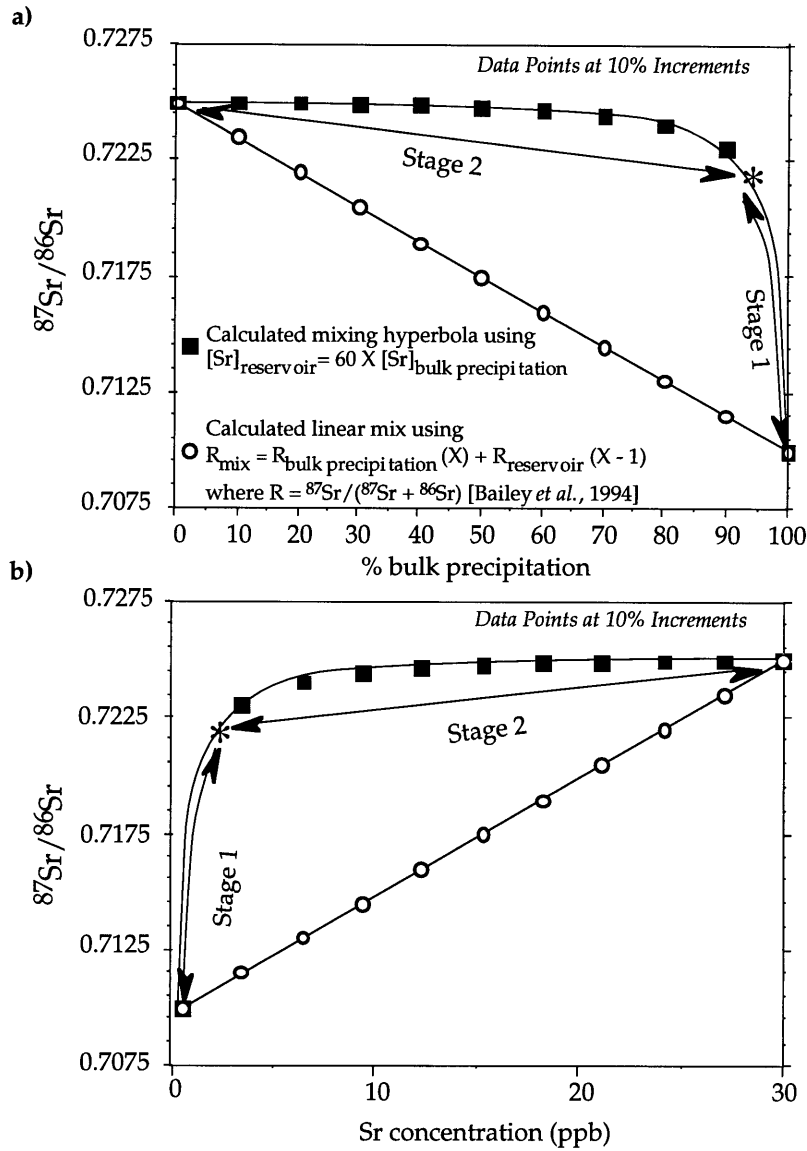 a)
0.7275
0.7225
0.7175
0.7125
0.7075
87Sr/86Sr
Data Points at 10% Increments
Stage 2
Stage 1
Calculated mixing hyperbola using
[Sr]reservoir= 60 X [Sr]bulk precipitation
Calculated linear mix using
Rmix = Rbulk precipitation (X) + Rreservoir (X - 1)
where R = 87Sr/(87Sr + 86Sr) [Bailey et al., 1994]
0 10 20 30 40 50 60 70 80 90 100
% bulk precipitation
b)
0.7275
0.7225
0.7175
0.7125
0.7075
87Sr/86Sr
Data Points at 10% Increments
Stage 2
Stage 1
0 10 20 30
Sr concentration (ppb)